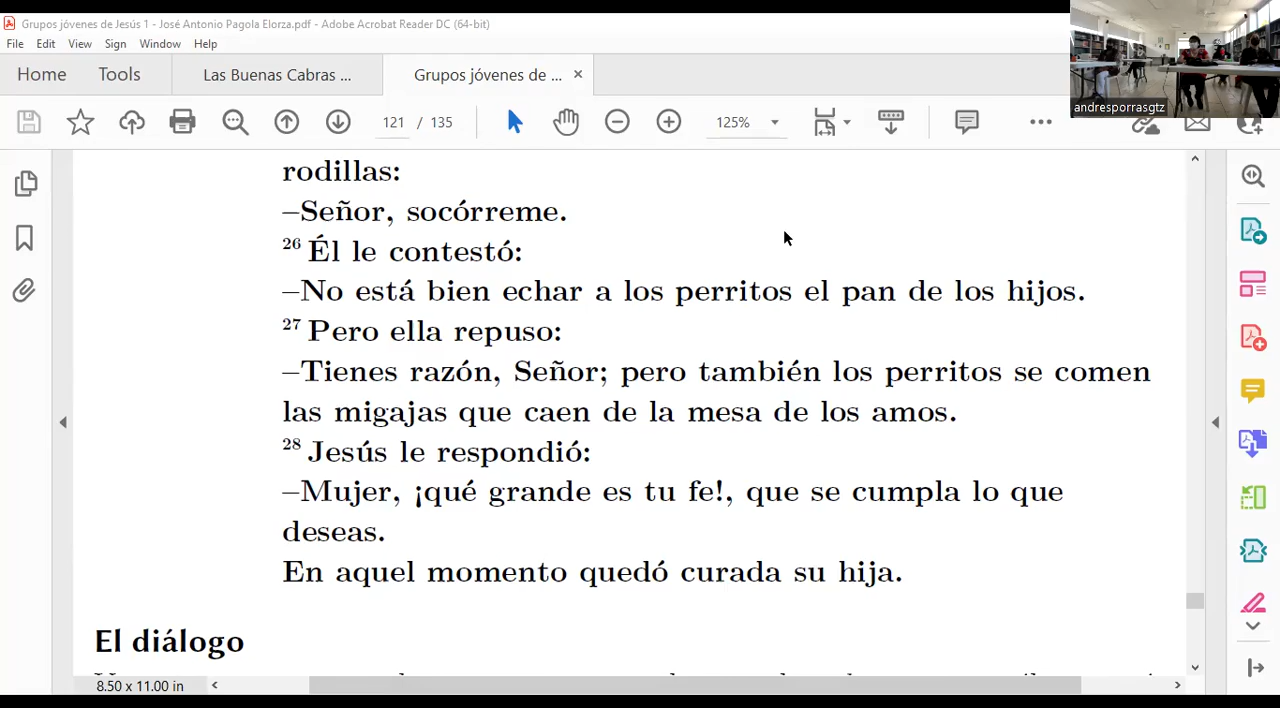 Grupos jóvenes de Jesús 1 - José Antonio Pagola Elorza.pdf - Adobe Acrobat Reader DC (64-bit)
File Edit View Sign Window Help
Home Tools Las Buenas Cabras ... Grupos jóvenes de ... ×
121 / 135 125% ...
andresporrasgtz
rodillas:
–Señor, socórreme.
26 Él le contestó:
–No está bien echar a los perritos el pan de los hijos.
27 Pero ella repuso:
–Tienes razón, Señor; pero también los perritos se comen
las migajas que caen de la mesa de los amos.
28 Jesús le respondió:
–Mujer, ¡qué grande es tu fe!, que se cumpla lo que
deseas.
En aquel momento quedó curada su hija.
El diálogo
8.50 x 11.00 in